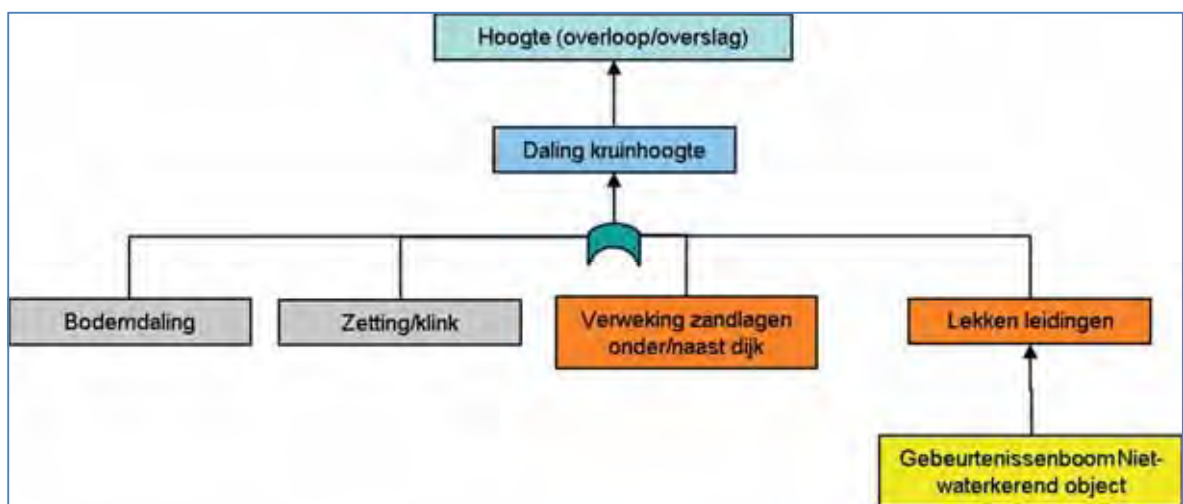 Hoogte (overloop/overslag)
Daling kruinhoogte
Bodemdaling
Zetting/klink
Verweking zandlagen
onder/naast dijk
Lekken leidingen
Gebeurtenissenboom Niet-
waterkerend object